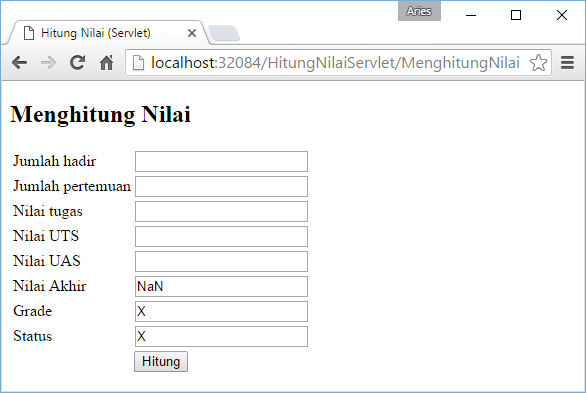 Aries
Hitung Nilai (Servlet)
localhost:32084/HitungNilaiServlet/MenghitungNilai
Menghitung Nilai
Jumlah hadir
Jumlah pertemuan
Nilai tugas
Nilai UTS
Nilai UAS
Nilai Akhir NaN
Grade X
Status X
Hitung